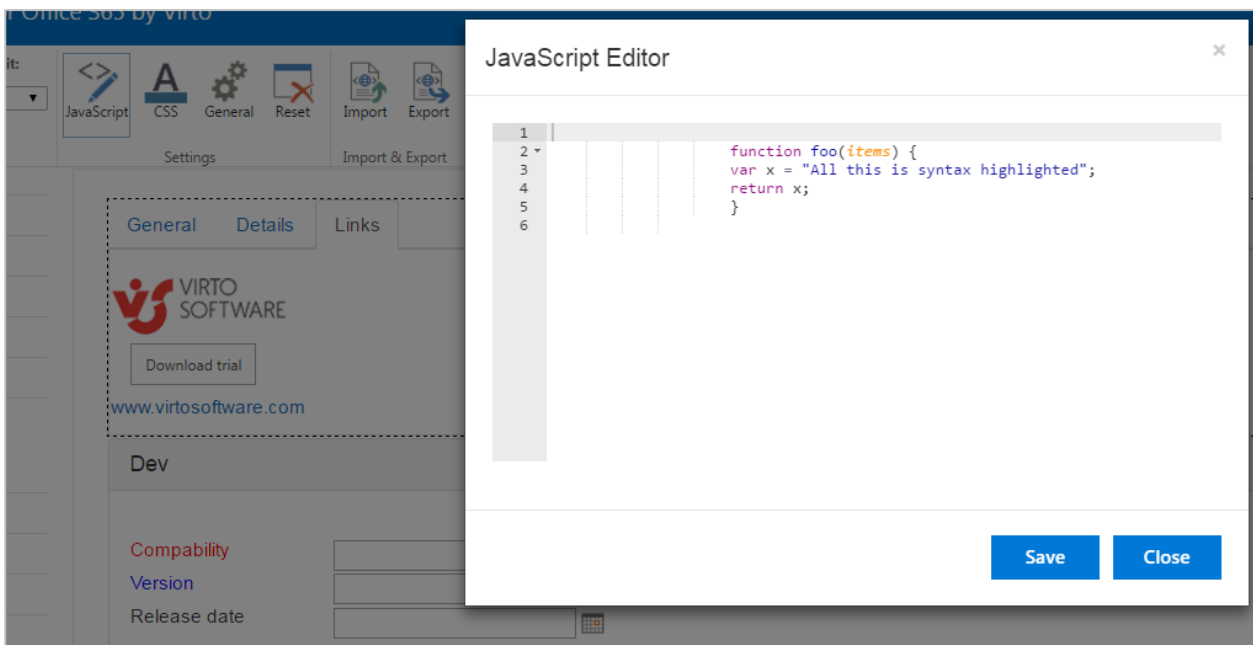 r Office 365 by Virto
it:
JavaScript CSS General Reset Import Export
Settings Import & Export
General Details Links
VIRTO
SOFTWARE
Download trial
www.virtosoftware.com
Dev
Compability
Version
Release date
JavaScript Editor
×
1
2 function foo(items) {
3 var x = "All this is syntax highlighted";
4 return x;
5 }
6
Save Close